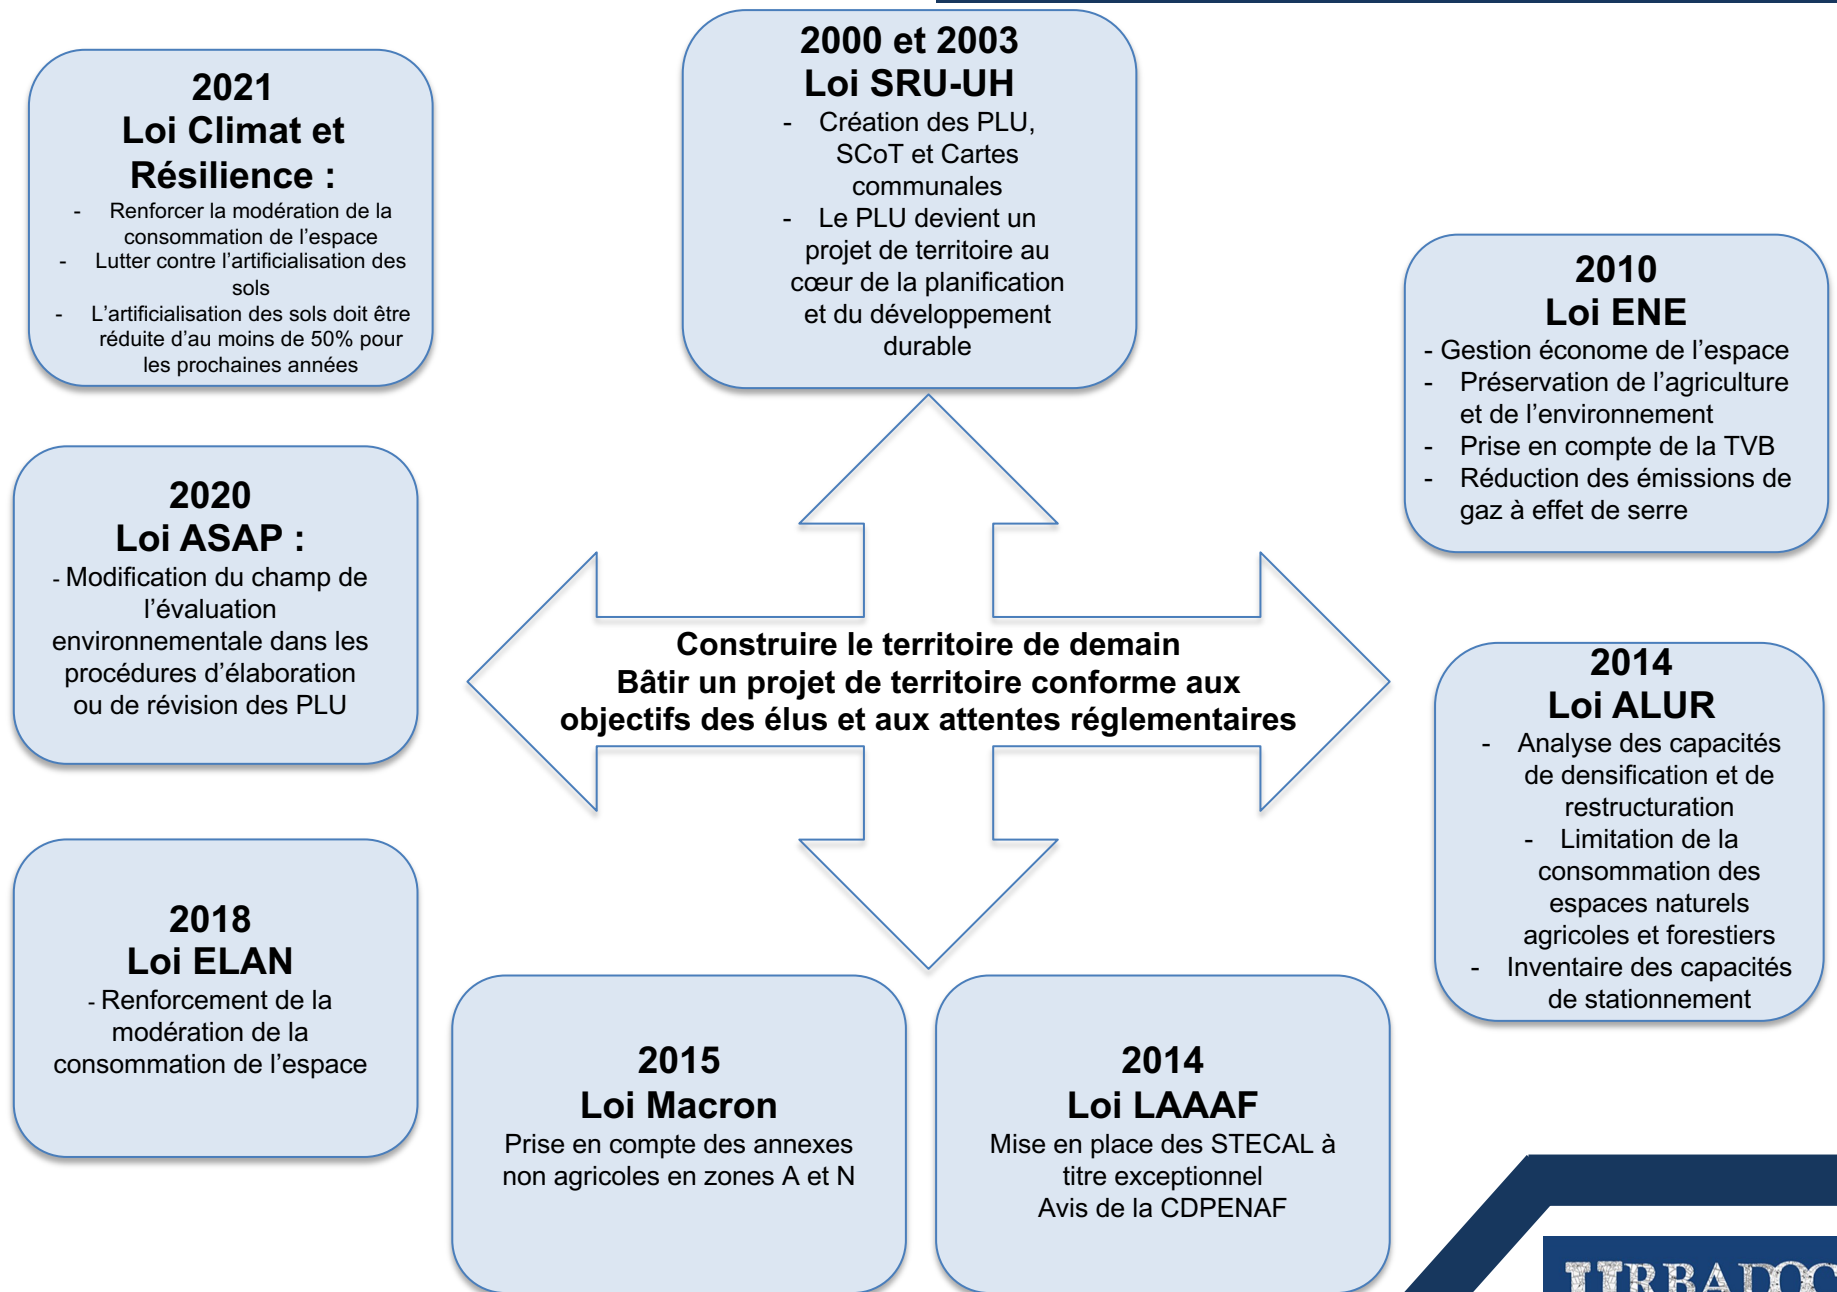 2000 et 2003
Loi SRU-UH
- Création des PLU,
SCoT et Cartes
communales
- Le PLU devient un
projet de territoire au
cœur de la planification
et du développement
durable
2021
Loi Climat et
Résilience :
- Renforcer la modération de la
consommation de l’espace
- Lutter contre l’artificialisation des
sols
- L’artificialisation des sols doit être
réduite d’au moins de 50% pour
les prochaines années
2010
Loi ENE
- Gestion économe de l’espace
- Préservation de l’agriculture
et de l’environnement
- Prise en compte de la TVB
- Réduction des émissions de
gaz à effet de serre
2020
Loi ASAP :
- Modification du champ de
l’évaluation
environnementale dans les
procédures d’élaboration
ou de révision des PLU
Construire le territoire de demain
Bâtir un projet de territoire conforme aux
objectifs des élus et aux attentes réglementaires
2014
Loi ALUR
- Analyse des capacités
de densification et de
restructuration
- Limitation de la
consommation des
espaces naturels
agricoles et forestiers
- Inventaire des capacités
de stationnement
2018
Loi ELAN
- Renforcement de la
modération de la
consommation de l’espace
2015
Loi Macron
Prise en compte des annexes
non agricoles en zones A et N
2014
Loi LAAAF
Mise en place des STECAL à
titre exceptionnel
Avis de la CDPENAF
URBADOC